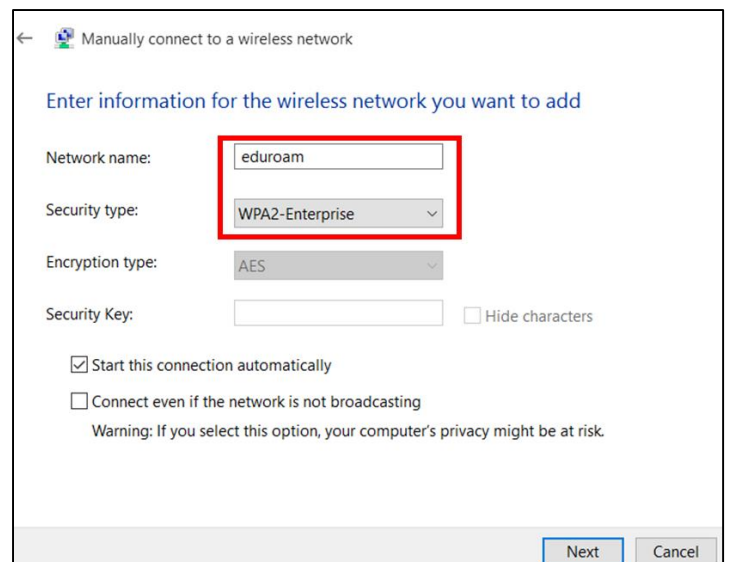 Manually connect to a wireless network
Enter information for the wireless network you want to add
Network name: eduroam
Security type: WPA2-Enterprise
Encryption type: AES
Security Key: Hide characters
Start this connection automatically
Connect even if the network is not broadcasting
Warning: If you select this option, your computer's privacy might be at risk.
Next Cancel